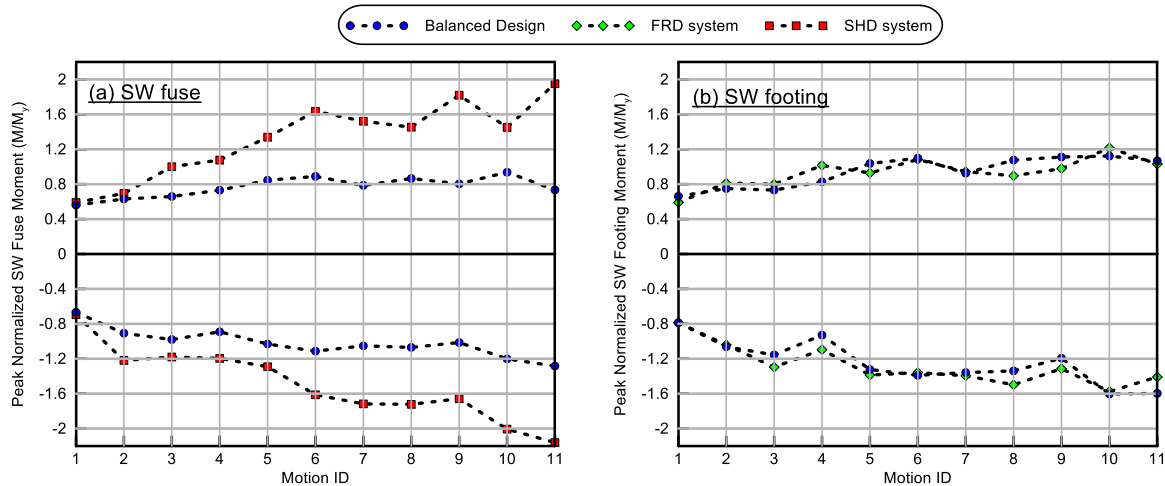 Balanced Design FRD system SHD system
(a) SW fuse
Peak Normalized SW Fuse Moment (M/My)
2
1.6
1.2
0.8
0.4
0
-0.4
-0.8
-1.2
-1.6
-2
1 2 3 4 5 6 7 8 9 10 11
Motion ID
(b) SW footing
Peak Normalized SW Footing Moment (M/My)
2
1.6
1.2
0.8
0.4
0
-0.4
-0.8
-1.2
-1.6
-2
1 2 3 4 5 6 7 8 9 10 11
Motion ID